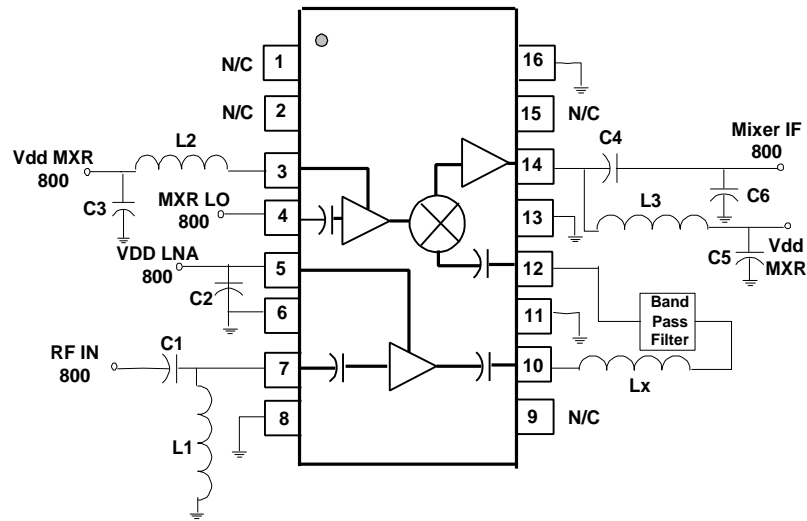 N/C
1
16
N/C
2
15
N/C
L2
C4
Mixer IF
800
Vdd MXR
800
3
14
C3
MXR LO
800
4
13
L3
C6
VDD LNA
800
5
12
C5
Vdd
MXR
C2
6
11
Band
Pass
Filter
RF IN
800
C1
7
10
Lx
L1
8
9
N/C